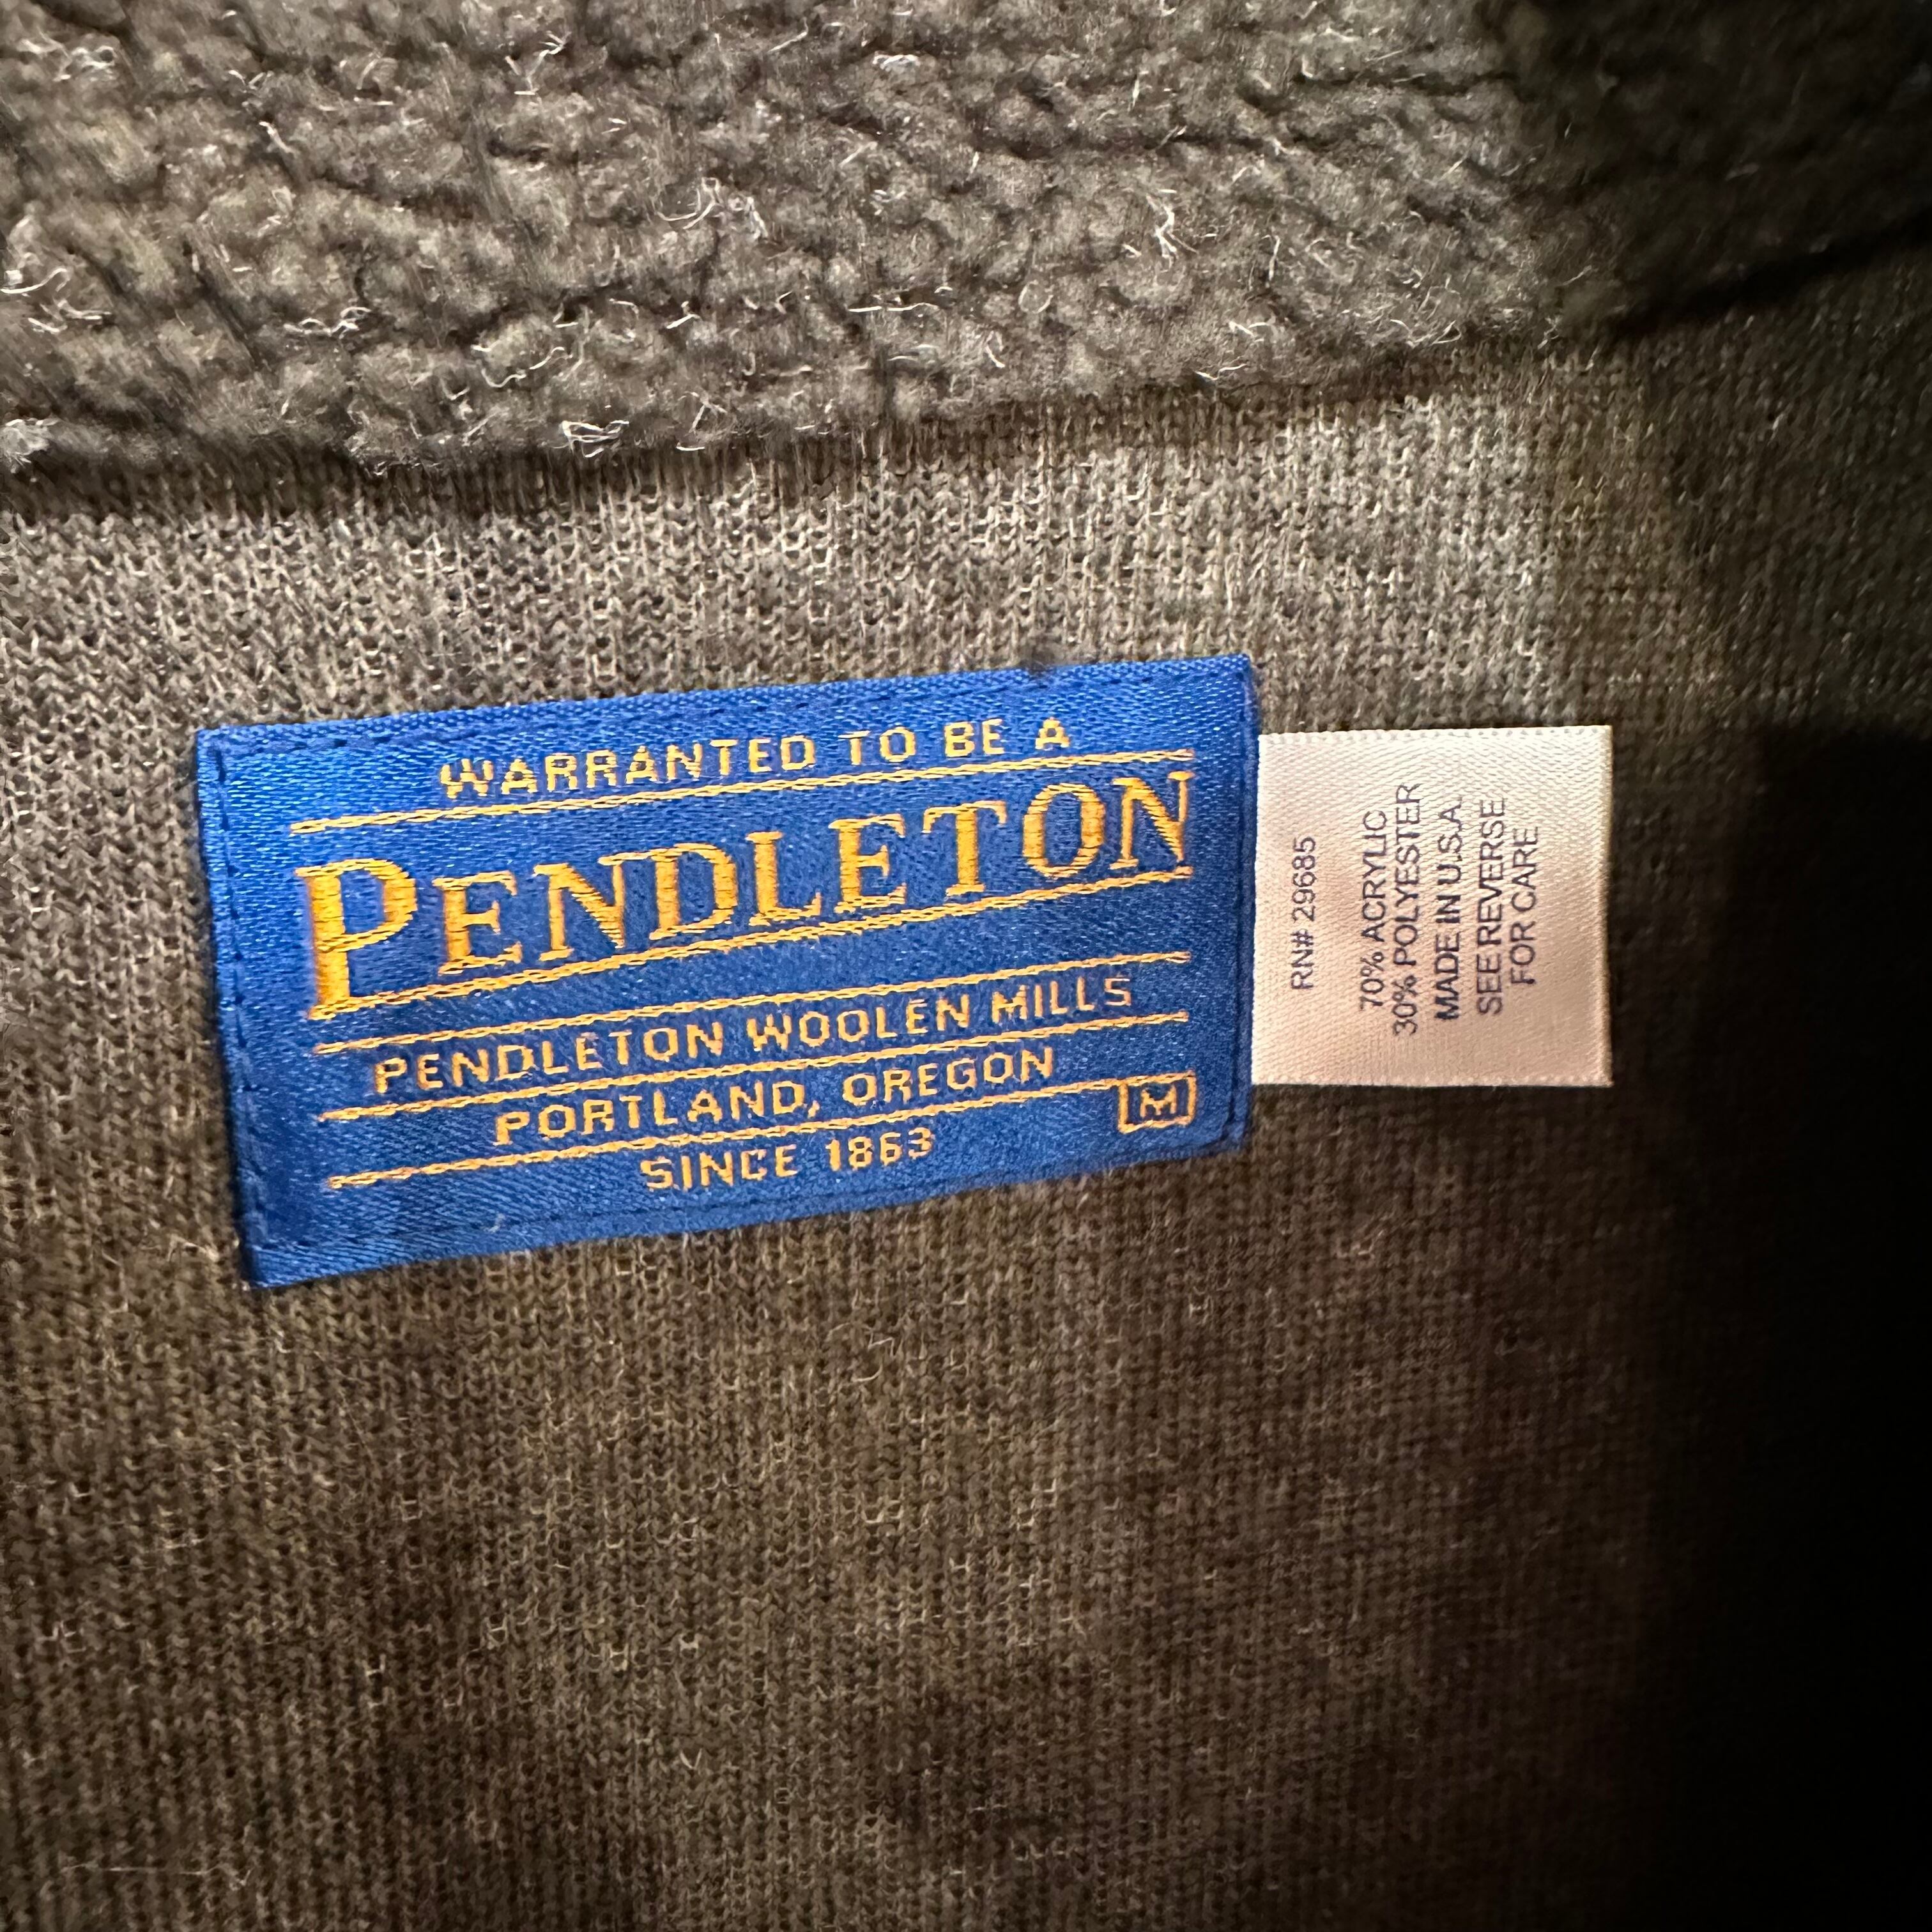 WARRANTED TO BE A
PENDLETON
PENDLETON WOOLEN MILLS
PORTLAND, OREGON
M
SINCE 1863
RN# 29685
70% ACRYLIC
30% POLYESTER
MADE IN U.S.A.
SEE REVERSE
FOR CARE